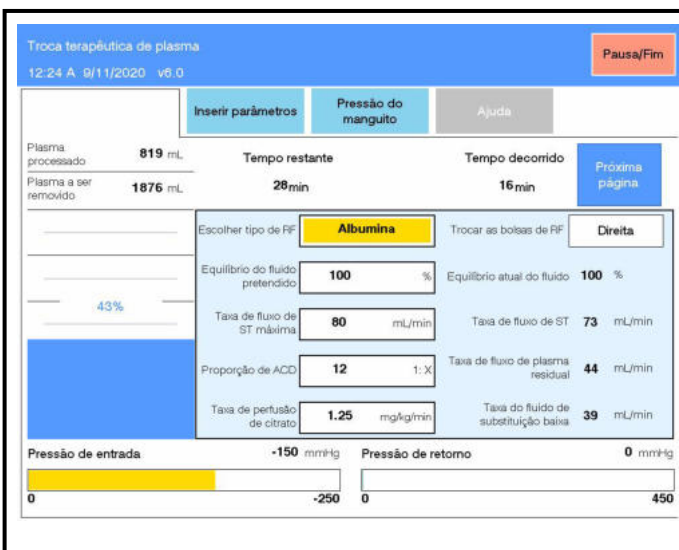 Troca terapêutica de plasma
12:24 A 9/11/2020 v6.0
Pausa/Fim
Inserir parâmetros
Pressão do
manguito
Ajuda
Plasma
processado
819 mL
Plasma a ser
removido
1876 mL
Tempo restante
28 min
Tempo decorrido
16 min
Próxima
página
Escolher tipo de RF
Albumina
Trocar as bolsas de RF
Direita
Equilíbrio do fluido
pretendido
100 %
Equilíbrio atual do fluido 100 %
43%
Taxa de fluxo de
ST máxima
80 mL/min
Taxa de fluxo de ST 73 mL/min
Proporção de ACD
12 1: X
Taxa de fluxo de plasma
residual
44 mL/min
Taxa de perfusão
de citrato
1.25 mg/kg/min
Taxa do fluido de
substituição baixa
39 mL/min
Pressão de entrada -150 mmHg
Pressão de retorno 0 mmHg
0 -250
0 450